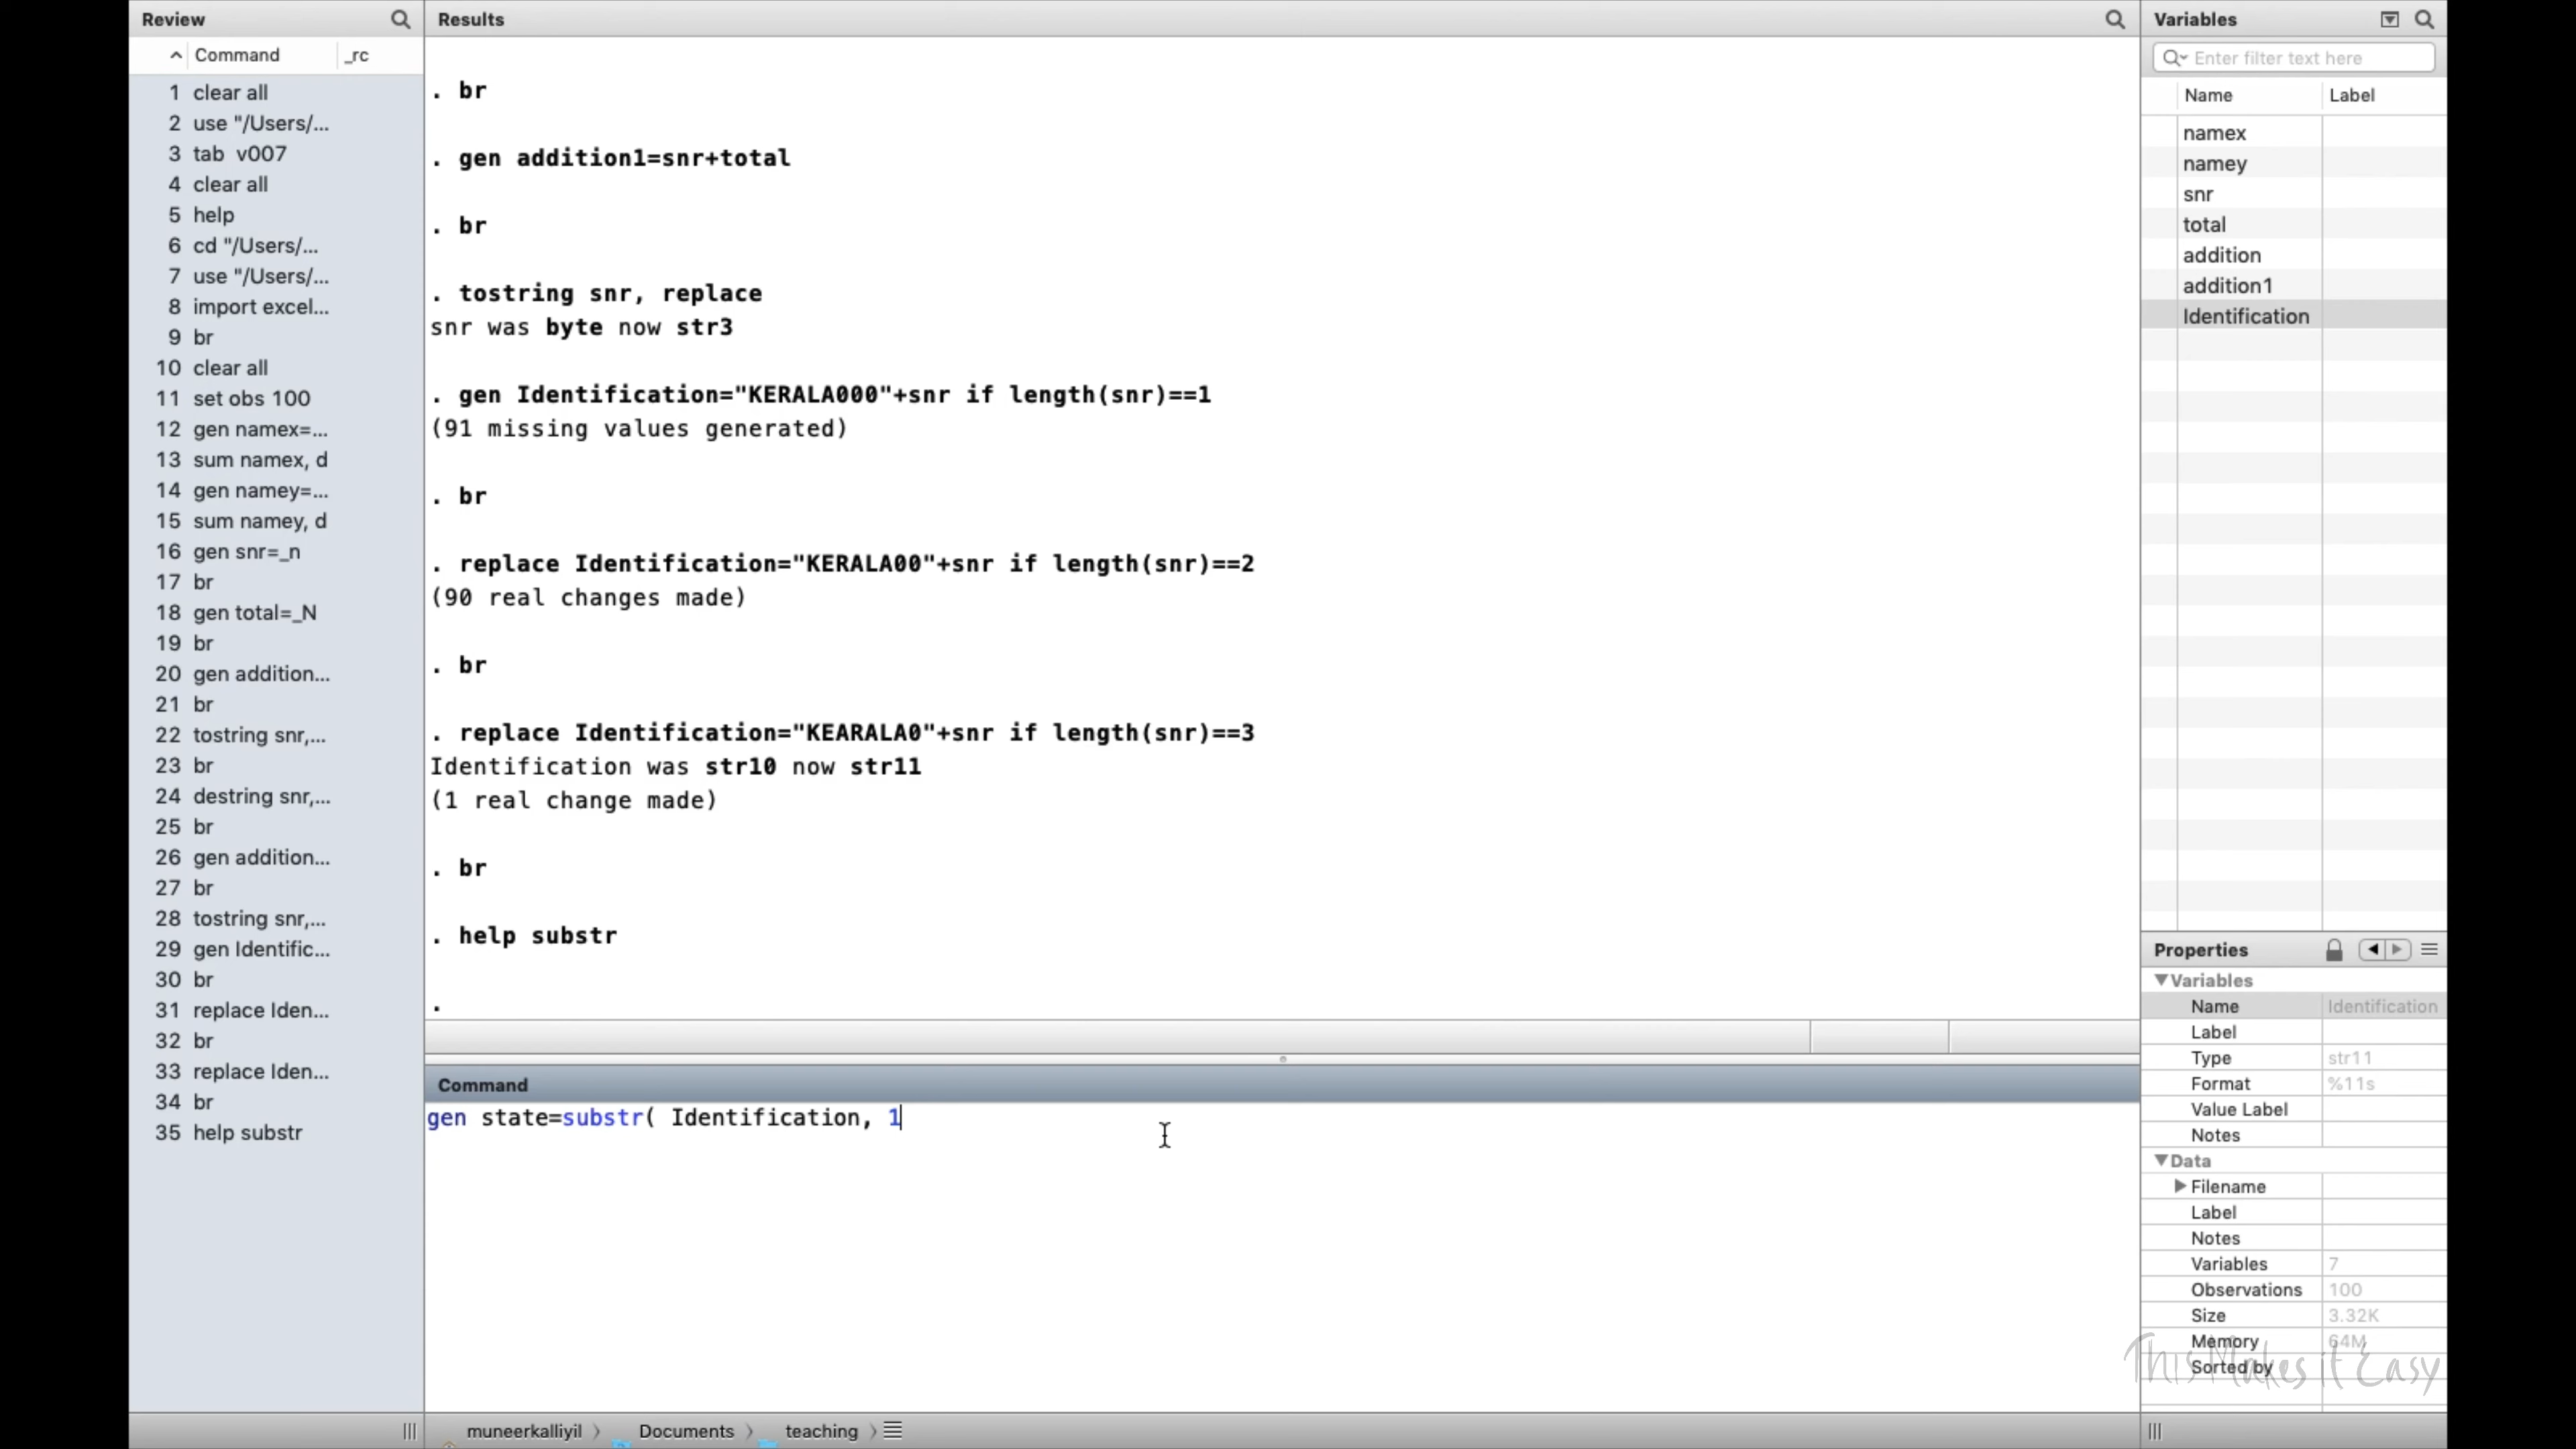 Review
Command _rc
1 clear all
2 use "/Users/...
3 tab v007
4 clear all
5 help
6 cd "/Users/...
7 use "/Users/...
8 import excel...
9 br
10 clear all
11 set obs 100
12 gen namex=...
13 sum namex, d
14 gen namey=...
15 sum namey, d
16 gen snr=_n
17 br
18 gen total=_N
19 br
20 gen addition...
21 br
22 tostring snr,...
23 br
24 destring snr,...
25 br
26 gen addition...
27 br
28 tostring snr,...
29 gen Identific...
30 br
31 replace Iden...
32 br
33 replace Iden...
34 br
35 help substr
Results
. br
. gen addition1=snr+total
. br
. tostring snr, replace
snr was byte now str3
. gen Identification="KERALA000"+snr if length(snr)==1
(91 missing values generated)
. br
. replace Identification="KERALA00"+snr if length(snr)==2
(90 real changes made)
. br
. replace Identification="KEARALA0"+snr if length(snr)==3
Identification was str10 now str11
(1 real change made)
. br
. help substr
.
Command
gen state=substr( Identification, 1
muneerkalliyil Documents teaching
Variables
Enter filter text here
Name Label
namex
namey
snr
total
addition
addition1
Identification
Properties
Variables
Name Identification
Label
Type str11
Format %11s
Value Label
Notes
Data
Filename
Label
Notes
Variables 7
Observations 100
Size 3.32K
Memory 64M
Sorted by
This Makes it Easy